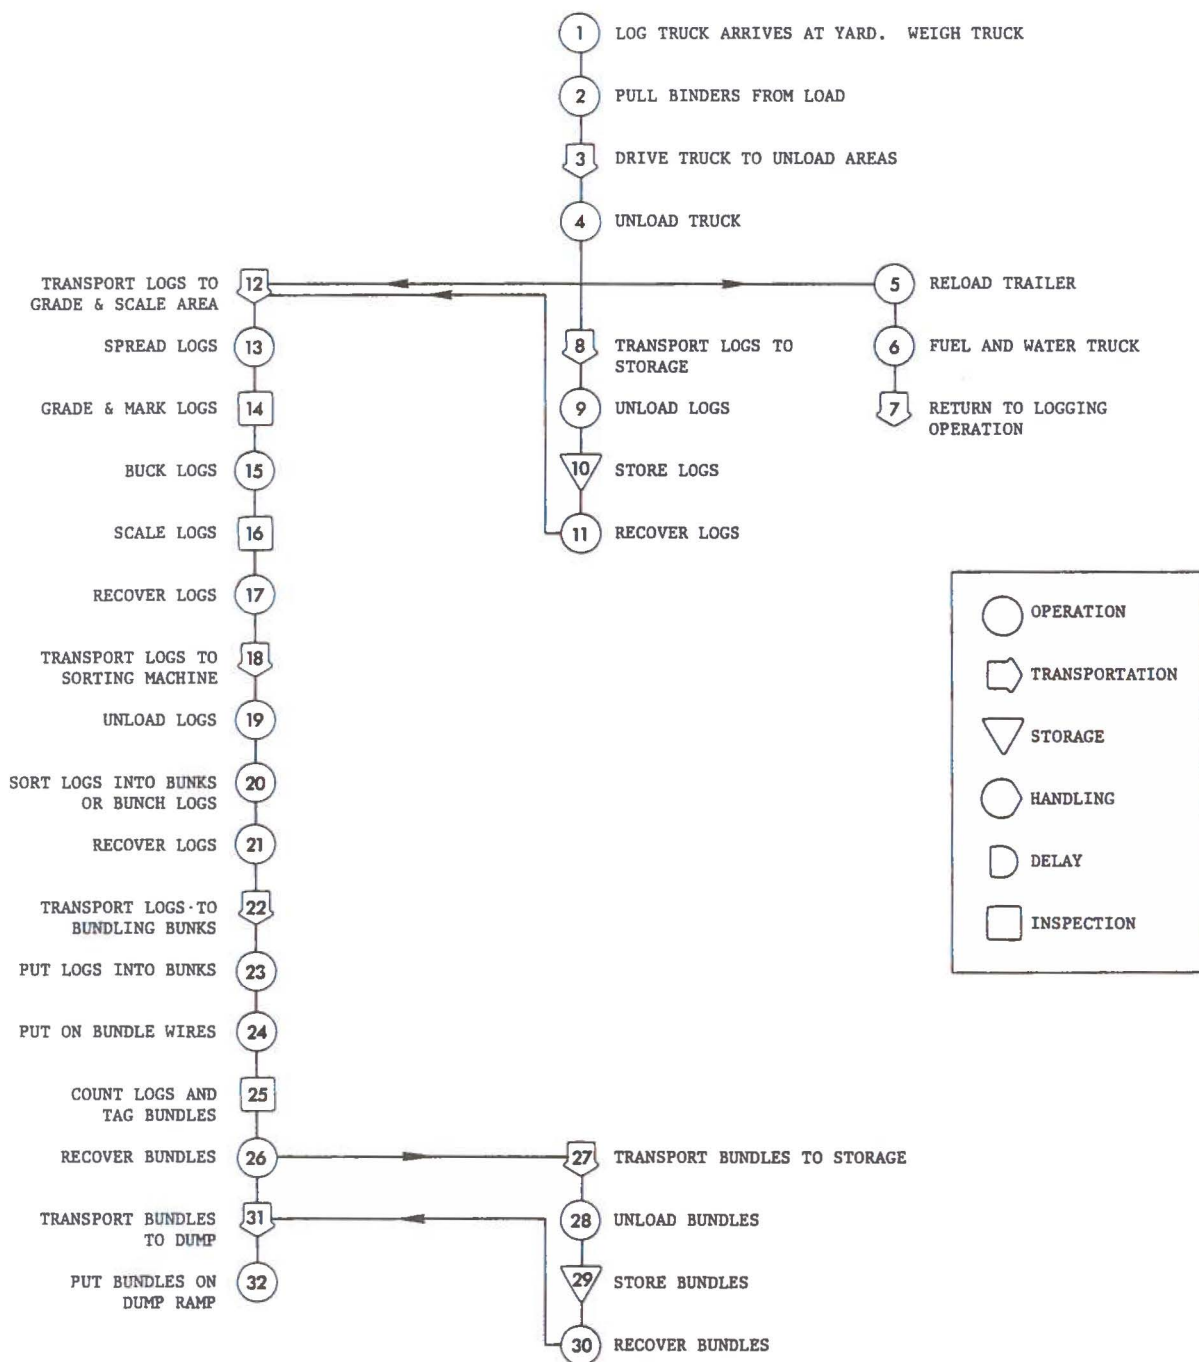 1 LOG TRUCK ARRIVES AT YARD. WEIGH TRUCK
2 PULL BINDERS FROM LOAD
3 DRIVE TRUCK TO UNLOAD AREAS
4 UNLOAD TRUCK
5 RELOAD TRAILER
6 FUEL AND WATER TRUCK
7 RETURN TO LOGGING
OPERATION
8 TRANSPORT LOGS TO
STORAGE
9 UNLOAD LOGS
10 STORE LOGS
11 RECOVER LOGS
TRANSPORT LOGS TO 12
GRADE & SCALE AREA
SPREAD LOGS 13
GRADE & MARK LOGS 14
BUCK LOGS 15
SCALE LOGS 16
RECOVER LOGS 17
TRANSPORT LOGS TO 18
SORTING MACHINE
UNLOAD LOGS 19
SORT LOGS INTO BUNKS 20
OR BUNCH LOGS
RECOVER LOGS 21
TRANSPORT LOGS·TO 22
BUNDLING BUNKS
PUT LOGS INTO BUNKS 23
PUT ON BUNDLE WIRES 24
COUNT LOGS AND 25
TAG BUNDLES
RECOVER BUNDLES 26
27 TRANSPORT BUNDLES TO STORAGE
28 UNLOAD BUNDLES
29 STORE BUNDLES
30 RECOVER BUNDLES
TRANSPORT BUNDLES 31
TO DUMP
PUT BUNDLES ON 32
DUMP RAMP
OPERATION
TRANSPORTATION
STORAGE
HANDLING
DELAY
INSPECTION